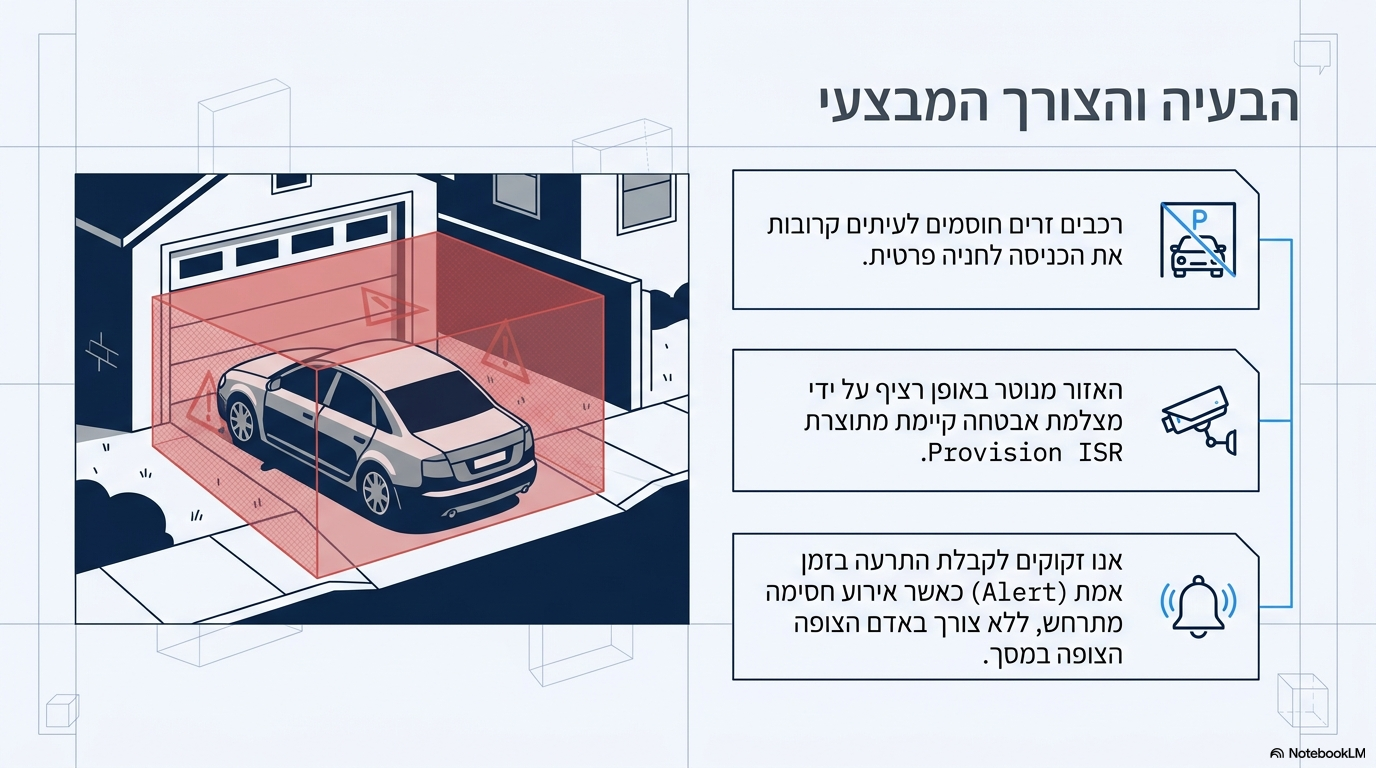 הבעיה והצורך המבצעי
P
רכבים זרים חוסמים לעיתים קרובות
את הכניסה לחניה פרטית.
האזור מנוטר באופן רציף על ידי
מצלמת אבטחה קיימת מתוצרת
Provision ISR.
אנו זקוקים לקבלת התרעה בזמן
אמת (Alert) כאשר אירוע חסימה
מתרחש, ללא צורך באדם הצופה
הצופה במסך.
NotebookLM